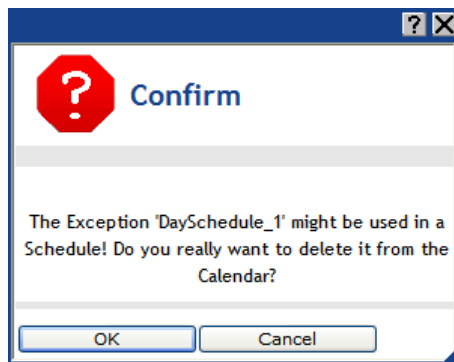 Confirm
The Exception 'DaySchedule_1' might be used in a
Schedule! Do you really want to delete it from the
Calendar?
OK Cancel